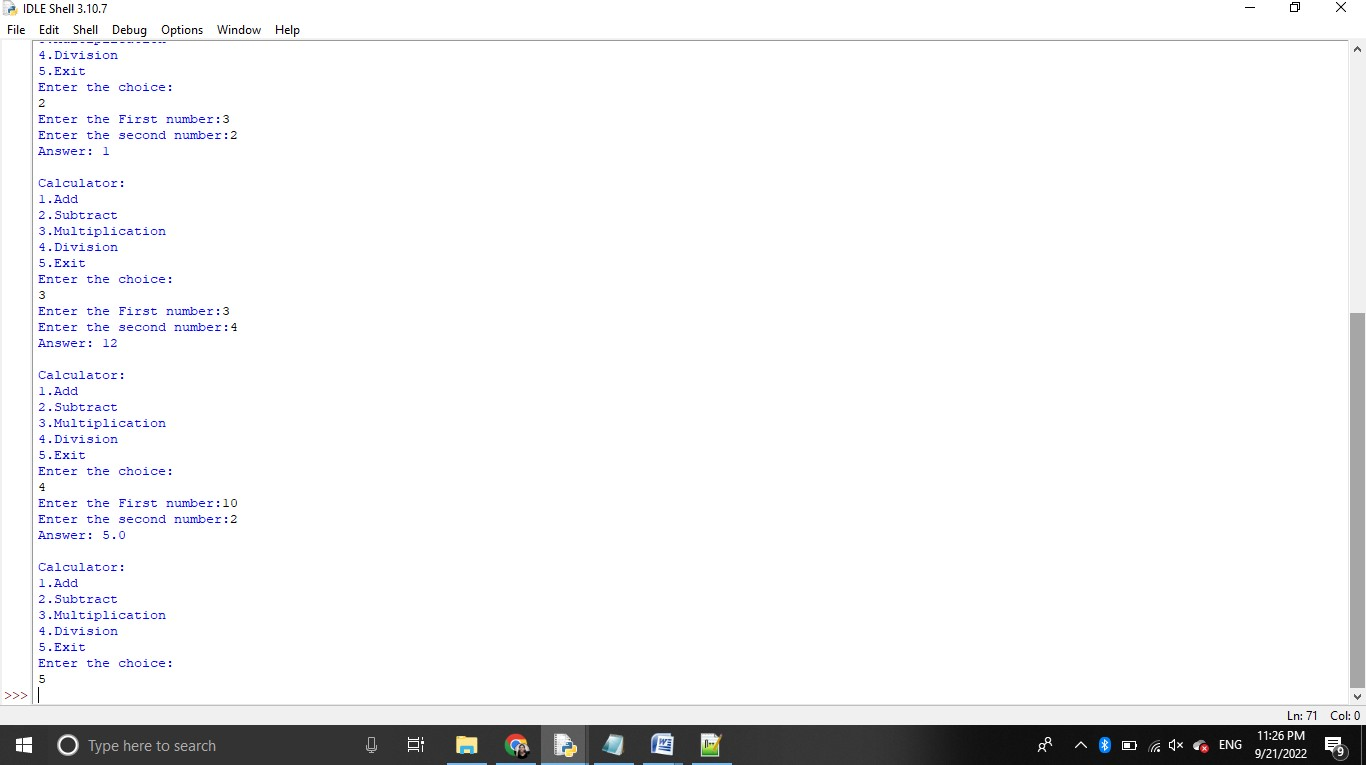 IDLE Shell 3.10.7
File Edit Shell Debug Options Window Help
4.Division
5.Exit
Enter the choice:
2
Enter the First number:3
Enter the second number:2
Answer: 1
Calculator:
1.Add
2.Subtract
3.Multiplication
4.Division
5.Exit
Enter the choice:
3
Enter the First number:3
Enter the second number:4
Answer: 12
Calculator:
1.Add
2.Subtract
3.Multiplication
4.Division
5.Exit
Enter the choice:
4
Enter the First number:10
Enter the second number:2
Answer: 5.0
Calculator:
1.Add
2.Subtract
3.Multiplication
4.Division
5.Exit
Enter the choice:
5
>>>
Ln: 71 Col: 0
Type here to search
ENG
11:26 PM
9/21/2022
9